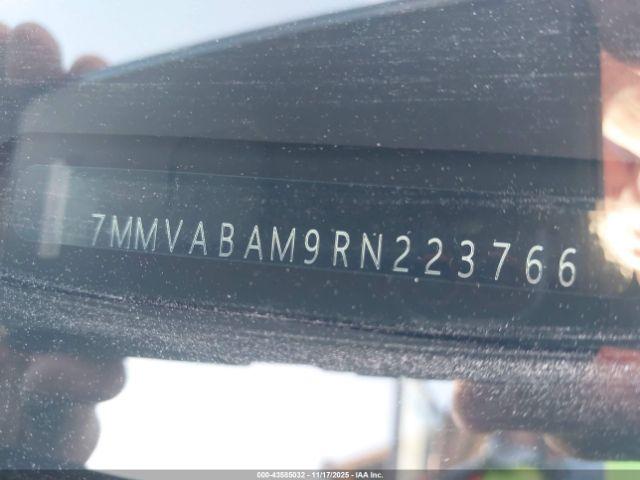 7MMVABAM9RN223766
000-43585032 - 11/17/2025 - IAA Inc.